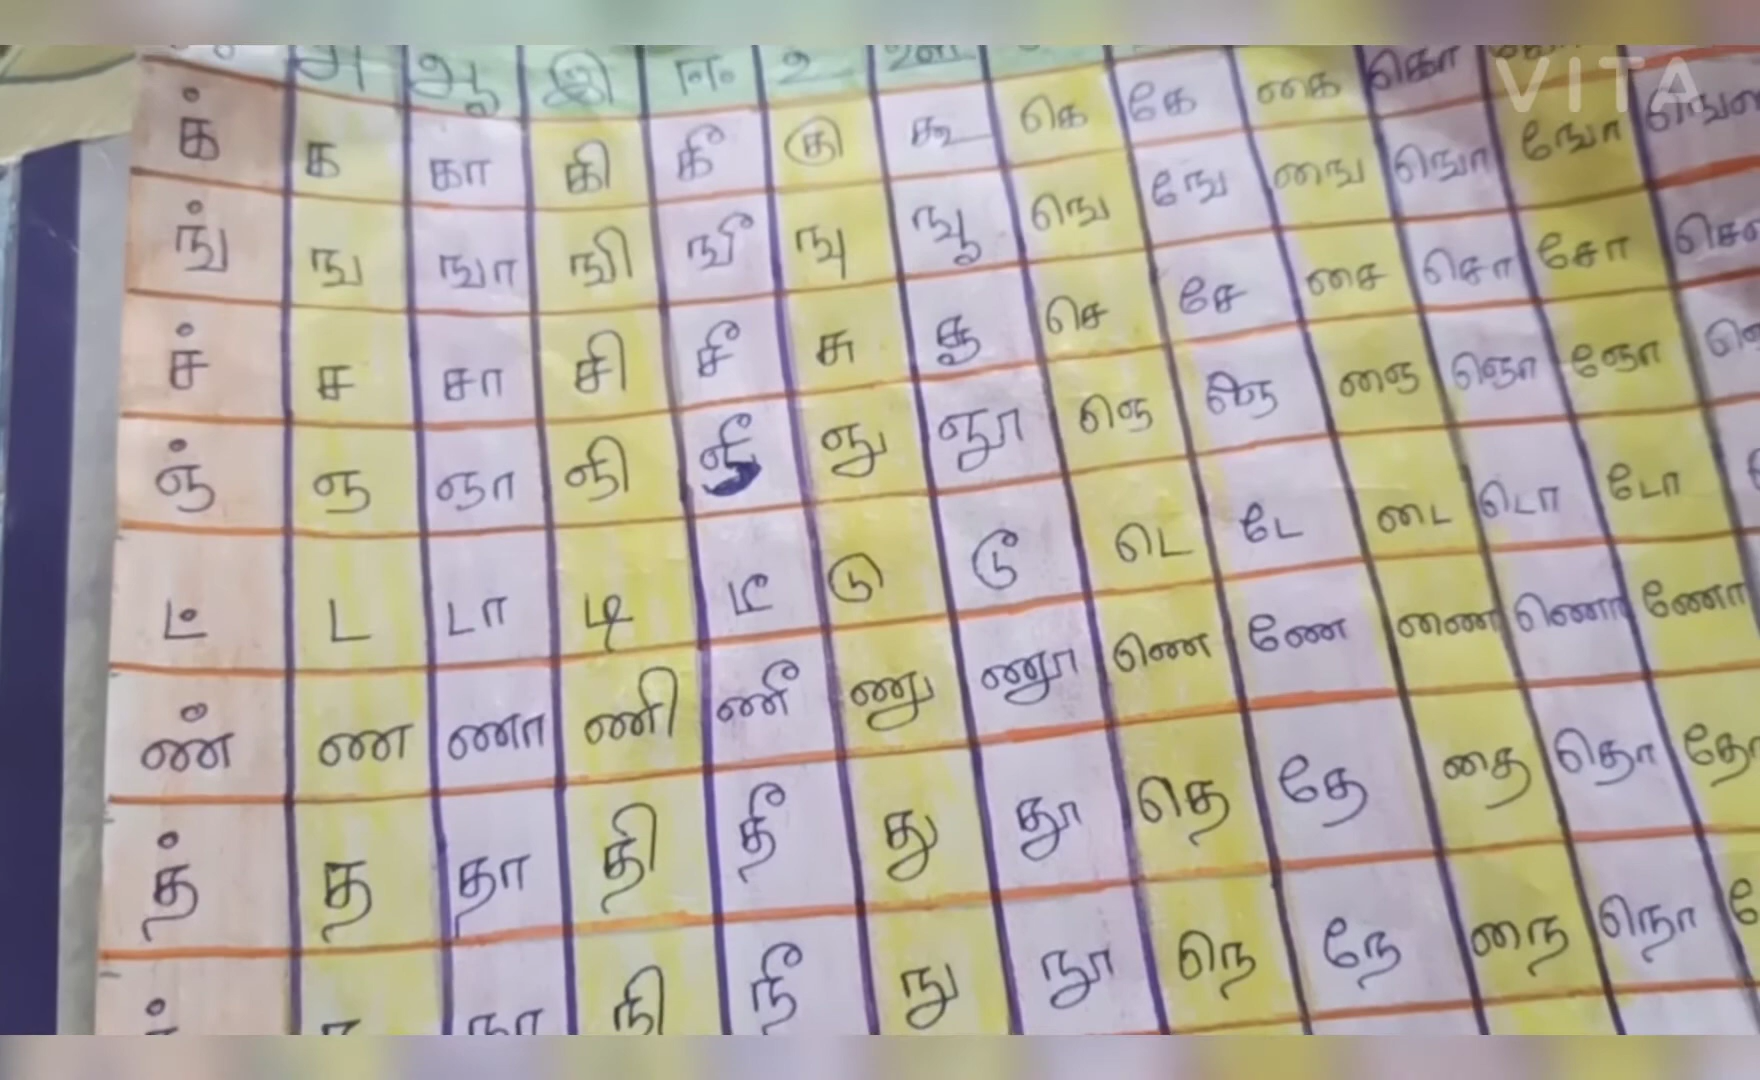 அ ஆ இ ஈ உ ஊ
VITA
க் க கா கி கீ கு கூ கெ கே கை கொ
ங் ங ஙா ஙி ஙீ ஙு ஙூ ஙெ ஙே ஙை ஙொ ஙோ
ச் ச சா சி சீ சு சூ செ சே சை சொ சோ
ஞ் ஞ ஞா ஞி ஞீ ஞு ஞூ ஞெ ஞே ஞை ஞொ ஞோ
ட் ட டா டி டீ டு டூ டெ டே டை டொ டோ
ண் ண ணா ணி ணீ ணு ணூ ணெ ணே ணை ணொ ணோ
த் த தா தி தீ து தூ தெ தே தை தொ தோ
நா நி நீ நு நூ நெ நே நை நொ